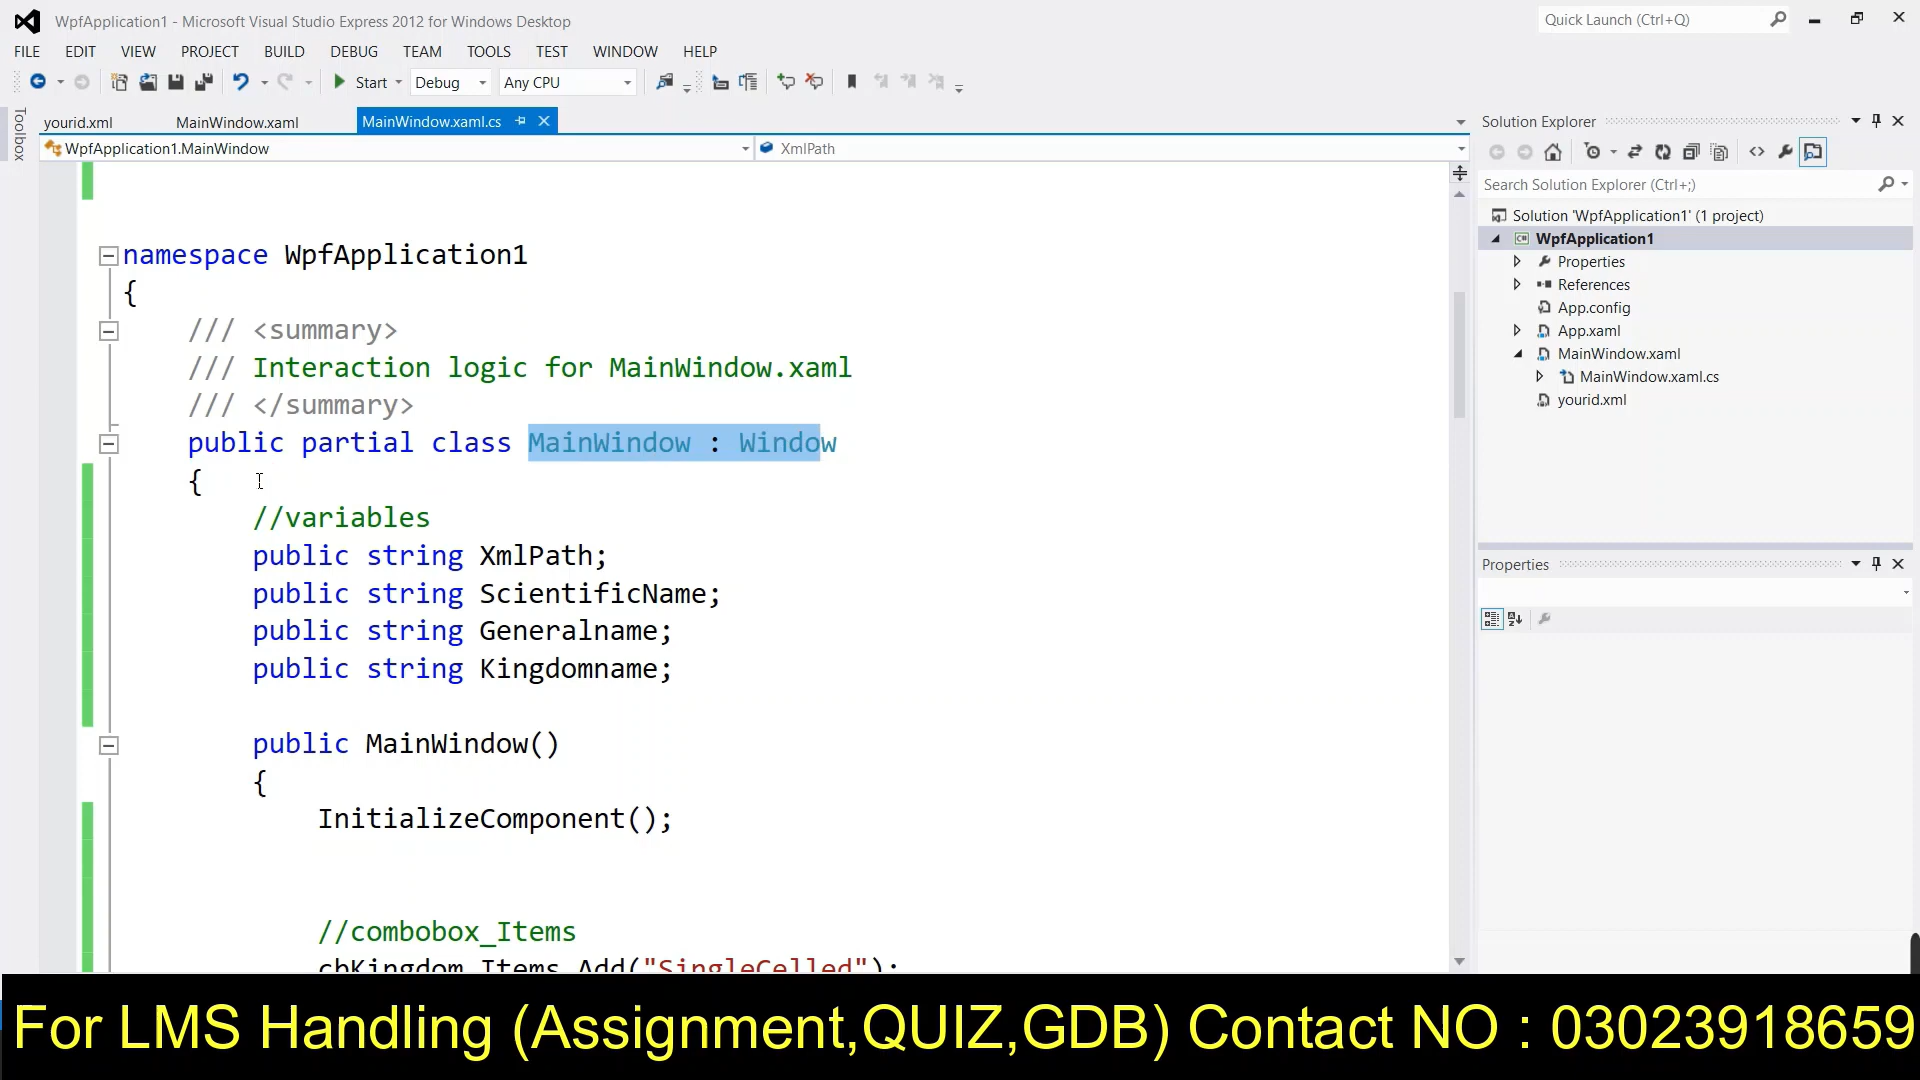 WpfApplication1 - Microsoft Visual Studio Express 2012 for Windows Desktop
Quick Launch (Ctrl+Q)
FILE EDIT VIEW PROJECT BUILD DEBUG TEAM TOOLS TEST WINDOW HELP
Start Debug Any CPU
Toolbox
yourid.xml MainWindow.xaml MainWindow.xaml.cs
WpfApplication1.MainWindow XmlPath
namespace WpfApplication1
{
/// <summary>
/// Interaction logic for MainWindow.xaml
/// </summary>
public partial class MainWindow : Window
{
//variables
public string XmlPath;
public string ScientificName;
public string Generalname;
public string Kingdomname;
public MainWindow()
{
InitializeComponent();
//combobox_Items
cbKingdom.Items.Add("SingleCelled");
Solution Explorer
Search Solution Explorer (Ctrl+;)
Solution 'WpfApplication1' (1 project)
WpfApplication1
Properties
References
App.config
App.xaml
MainWindow.xaml
MainWindow.xaml.cs
yourid.xml
Properties
For LMS Handling (Assignment,QUIZ,GDB) Contact NO : 03023918659